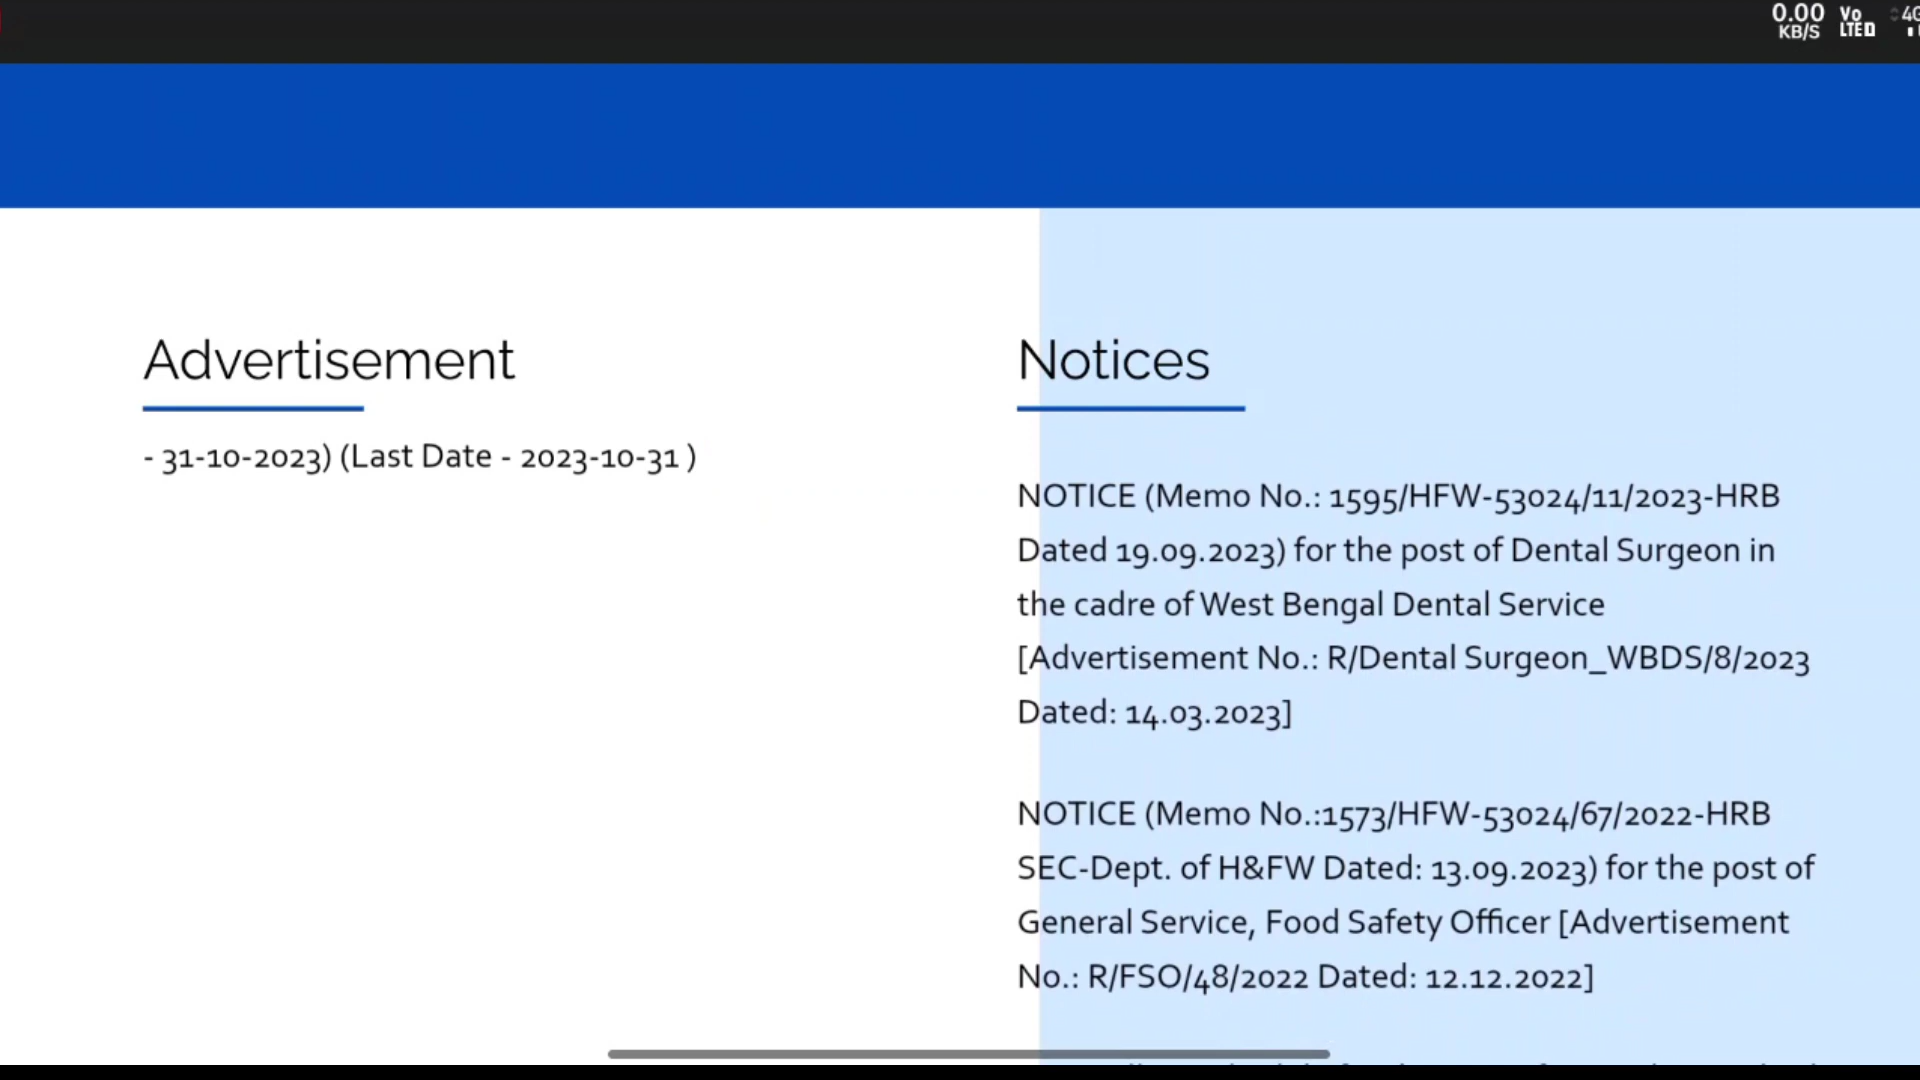 0.00
KB/S
Vo
LTE
4G
Advertisement
- 31-10-2023) (Last Date - 2023-10-31 )
Notices
NOTICE (Memo No.: 1595/HFW-53024/11/2023-HRB
Dated 19.09.2023) for the post of Dental Surgeon in
the cadre of West Bengal Dental Service
[Advertisement No.: R/Dental Surgeon_WBDS/8/2023
Dated: 14.03.2023]
NOTICE (Memo No.:1573/HFW-53024/67/2022-HRB
SEC-Dept. of H&FW Dated: 13.09.2023) for the post of
General Service, Food Safety Officer [Advertisement
No.: R/FSO/48/2022 Dated: 12.12.2022]